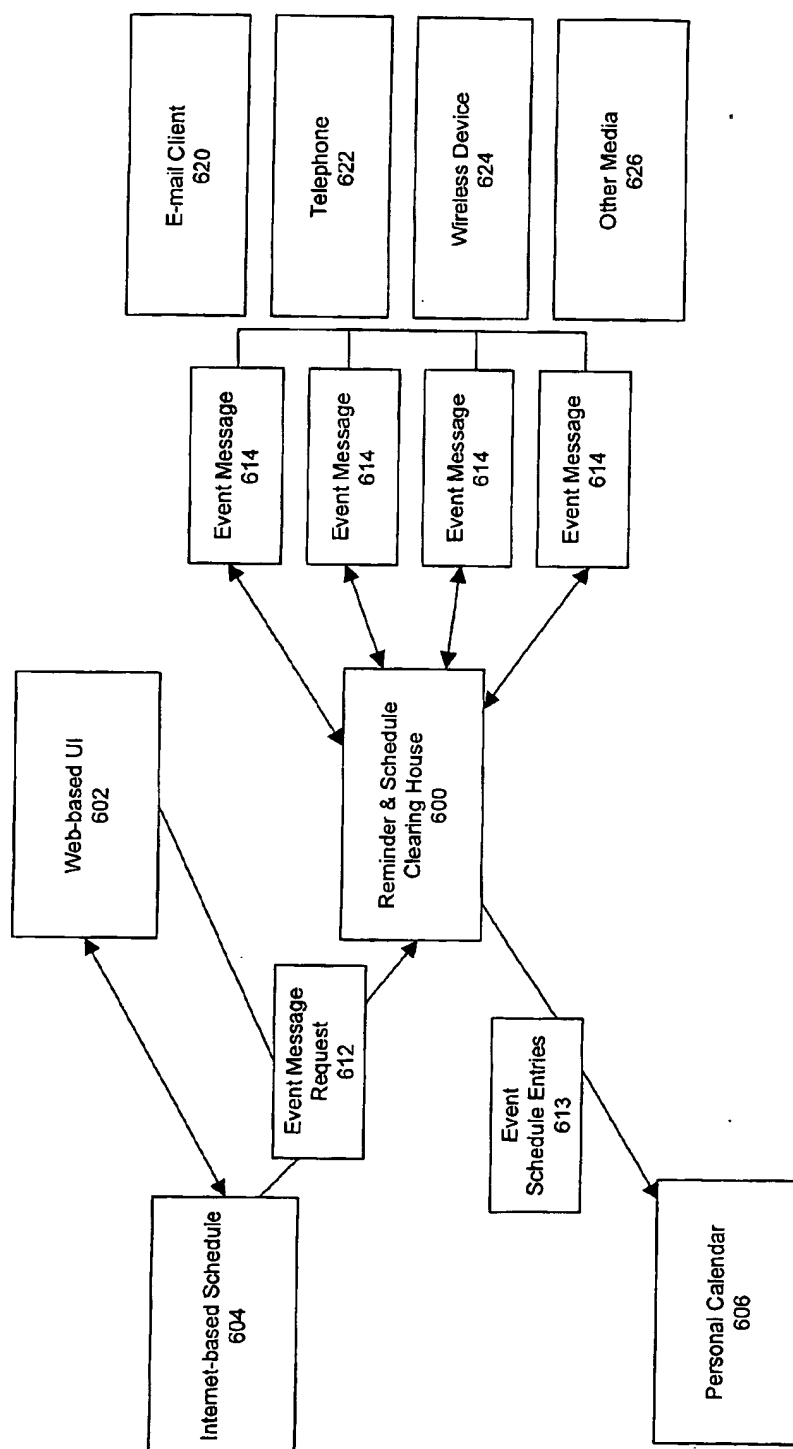 Web-based UI
602
Internet-based Schedule
604
Event Message
Request
612
Reminder & Schedule
Clearing House
600
Event
Schedule Entries
613
Personal Calendar
606
Event Message
614
Event Message
614
Event Message
614
Event Message
614
E-mail Client
620
Telephone
622
Wireless Device
624
Other Media
626